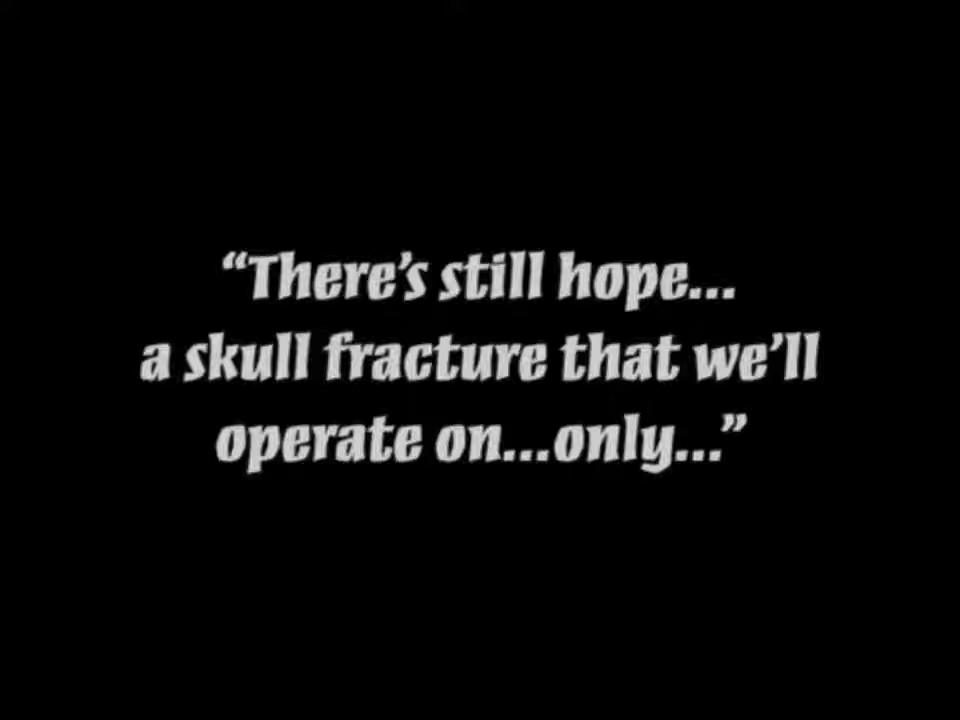 “There’s still hope...
a skull fracture that we’ll
operate on...only...”